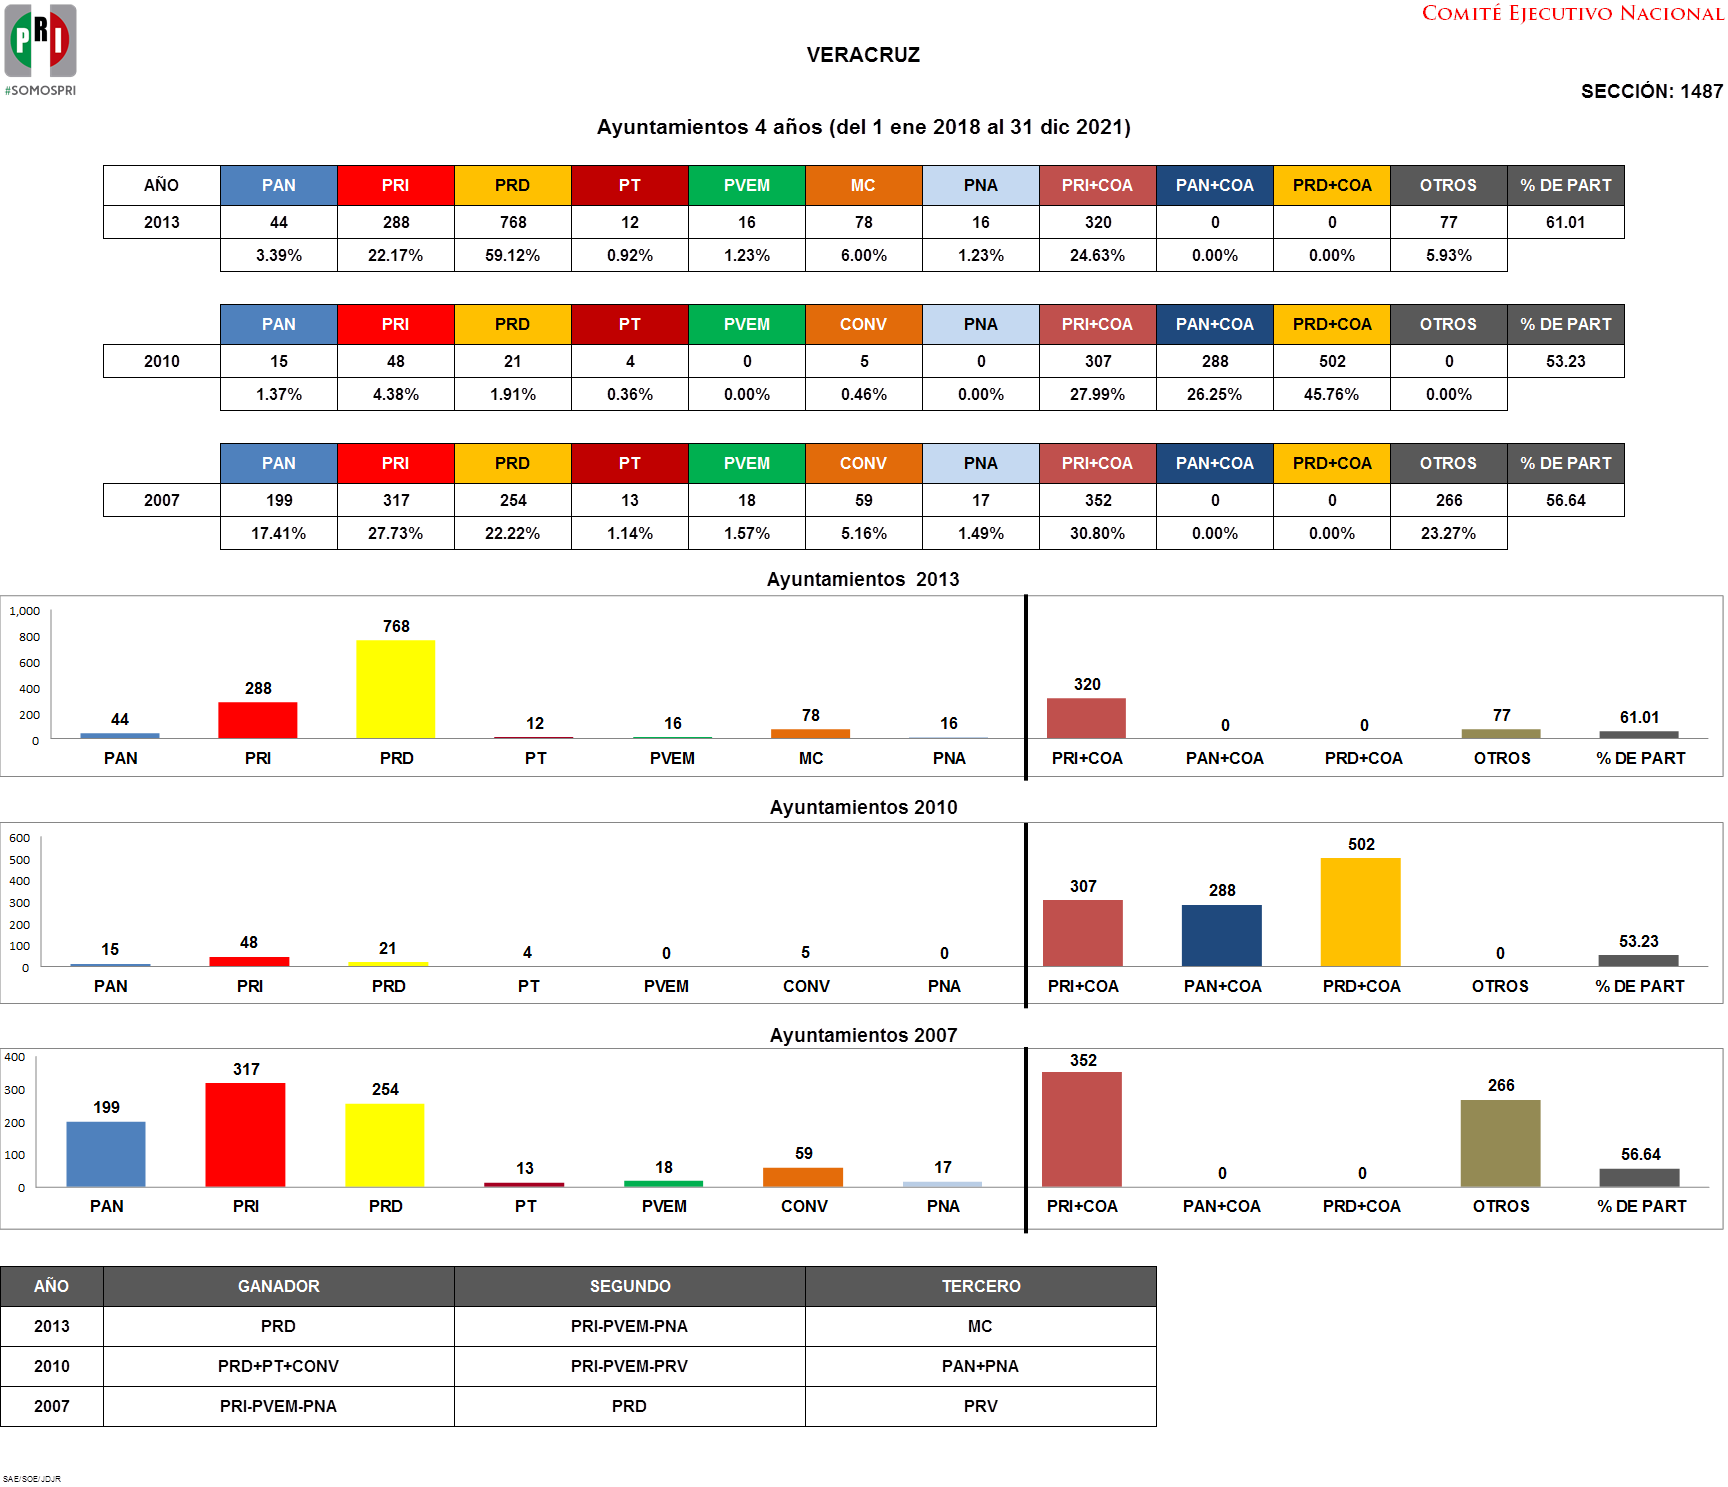 PRI
#SOMOSPRI
COMITÉ EJECUTIVO NACIONAL
VERACRUZ
SECCIÓN: 1487
Ayuntamientos 4 años (del 1 ene 2018 al 31 dic 2021)
AÑO PAN PRI PRD PT PVEM MC PNA PRI+COA PAN+COA PRD+COA OTROS % DE PART
2013 44 288 768 12 16 78 16 320 0 0 77 61.01
3.39% 22.17% 59.12% 0.92% 1.23% 6.00% 1.23% 24.63% 0.00% 0.00% 5.93%
PAN PRI PRD PT PVEM CONV PNA PRI+COA PAN+COA PRD+COA OTROS % DE PART
2010 15 48 21 4 0 5 0 307 288 502 0 53.23
1.37% 4.38% 1.91% 0.36% 0.00% 0.46% 0.00% 27.99% 26.25% 45.76% 0.00%
PAN PRI PRD PT PVEM CONV PNA PRI+COA PAN+COA PRD+COA OTROS % DE PART
2007 199 317 254 13 18 59 17 352 0 0 266 56.64
17.41% 27.73% 22.22% 1.14% 1.57% 5.16% 1.49% 30.80% 0.00% 0.00% 23.27%
Ayuntamientos 2013
1,000
800
600
400
200
0
44 288 768 12 16 78 16 320 0 0 77 61.01
PAN PRI PRD PT PVEM MC PNA PRI+COA PAN+COA PRD+COA OTROS % DE PART
Ayuntamientos 2010
600
500
400
300
200
100
0
15 48 21 4 0 5 0 307 288 502 0 53.23
PAN PRI PRD PT PVEM CONV PNA PRI+COA PAN+COA PRD+COA OTROS % DE PART
Ayuntamientos 2007
400
300
200
100
0
199 317 254 13 18 59 17 352 0 0 266 56.64
PAN PRI PRD PT PVEM CONV PNA PRI+COA PAN+COA PRD+COA OTROS % DE PART
AÑO GANADOR SEGUNDO TERCERO
2013 PRD PRI-PVEM-PNA MC
2010 PRD+PT+CONV PRI-PVEM-PRV PAN+PNA
2007 PRI-PVEM-PNA PRD PRV
SAE/SOE/JDJR